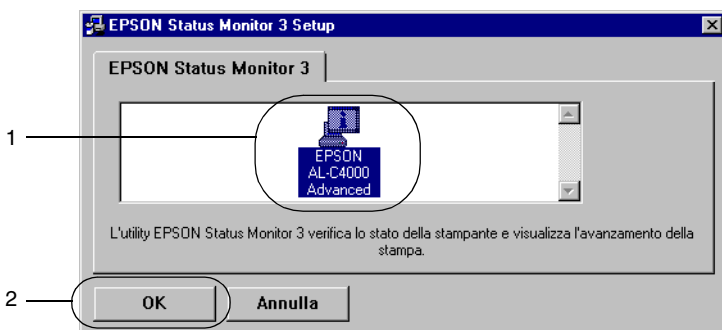 EPSON Status Monitor 3 Setup
EPSON Status Monitor 3
1
EPSON
AL-C4000
Advanced
L'utility EPSON Status Monitor 3 verifica lo stato della stampante e visualizza l'avanzamento della
stampa.
2
OK
Annulla